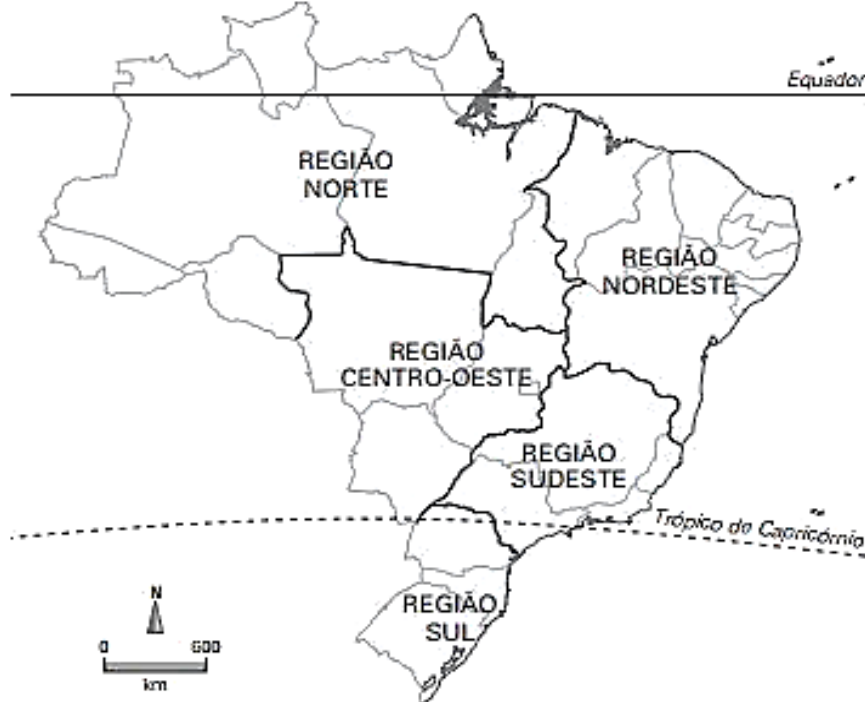 Equador
REGIÃO
NORTE
REGIÃO
NORDESTE
REGIÃO
CENTRO-OESTE
REGIÃO
SUDESTE
Trópico de Capricórnio
REGIÃO
SUL
N
0 600
km